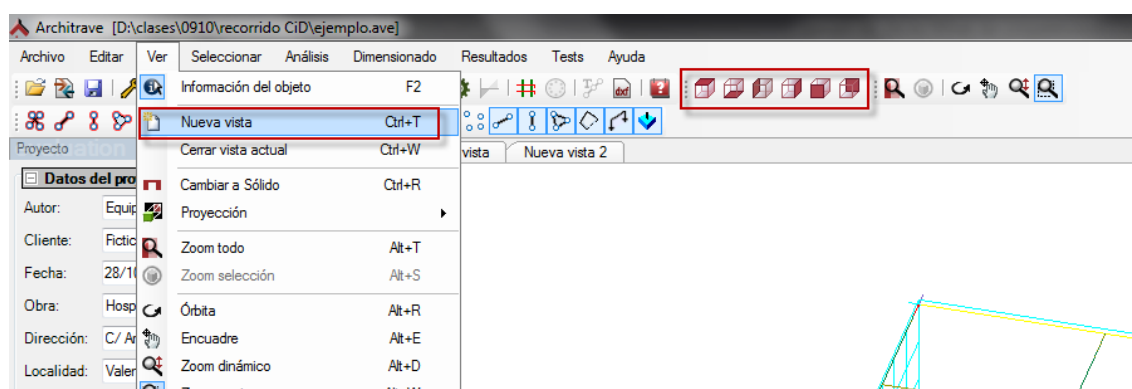 Architrave [D:\clases\0910\recorrido CiD\ejemplo.ave]
Archivo Editar Ver Seleccionar Análisis Dimensionado Resultados Tests Ayuda
dxf
Información del objeto F2
Nueva vista Ctrl+T
Cerrar vista actual Ctrl+W
Cambiar a Sólido Ctrl+R
Proyección
Zoom todo Alt+T
Zoom selección Alt+S
Órbita Alt+R
Encuadre Alt+E
Zoom dinámico Alt+D
vista Nueva vista 2
Proyecto
Datos del pro
Autor: Equip
Cliente: Fictic
Fecha: 28/10
Obra: Hosp
Dirección: C/ Ar
Localidad: Valer